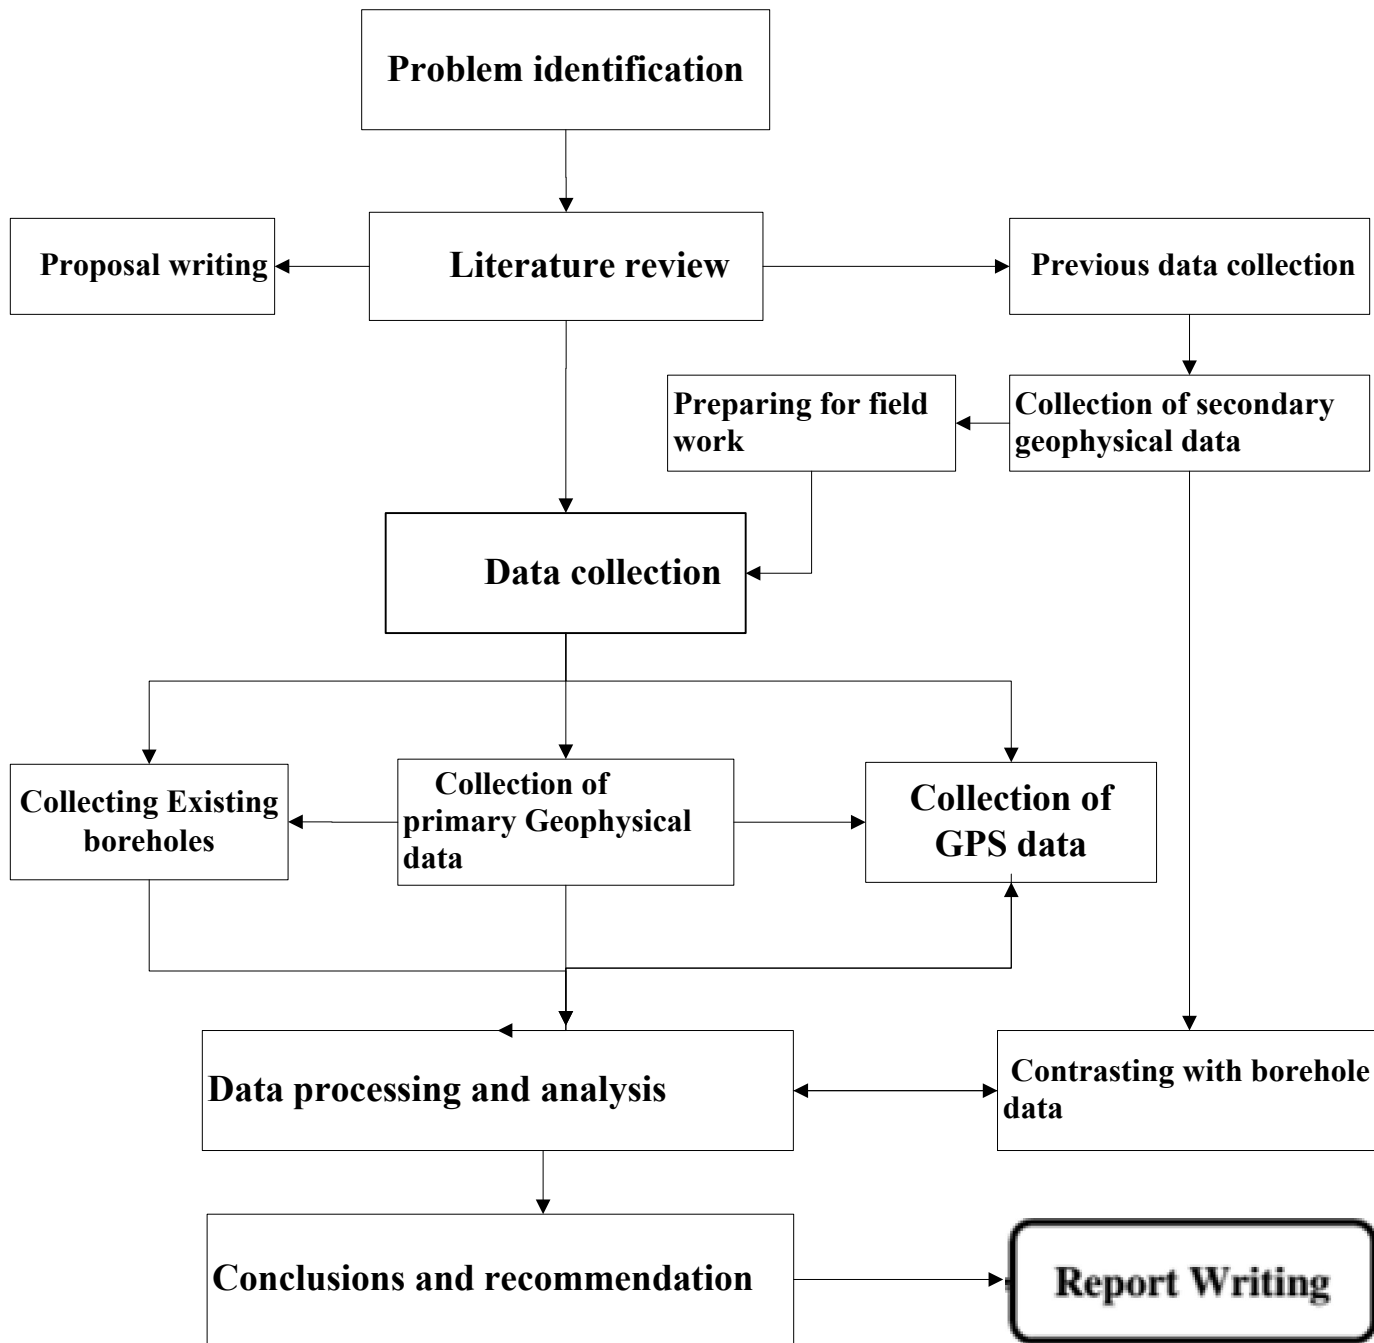 Problem identification
Proposal writing
Literature review
Previous data collection
Preparing for field
work
Collection of secondary
geophysical data
Data collection
Collecting Existing
boreholes
Collection of
primary Geophysical
data
Collection of
GPS data
Data processing and analysis
Contrasting with borehole
data
Conclusions and recommendation
Report Writing